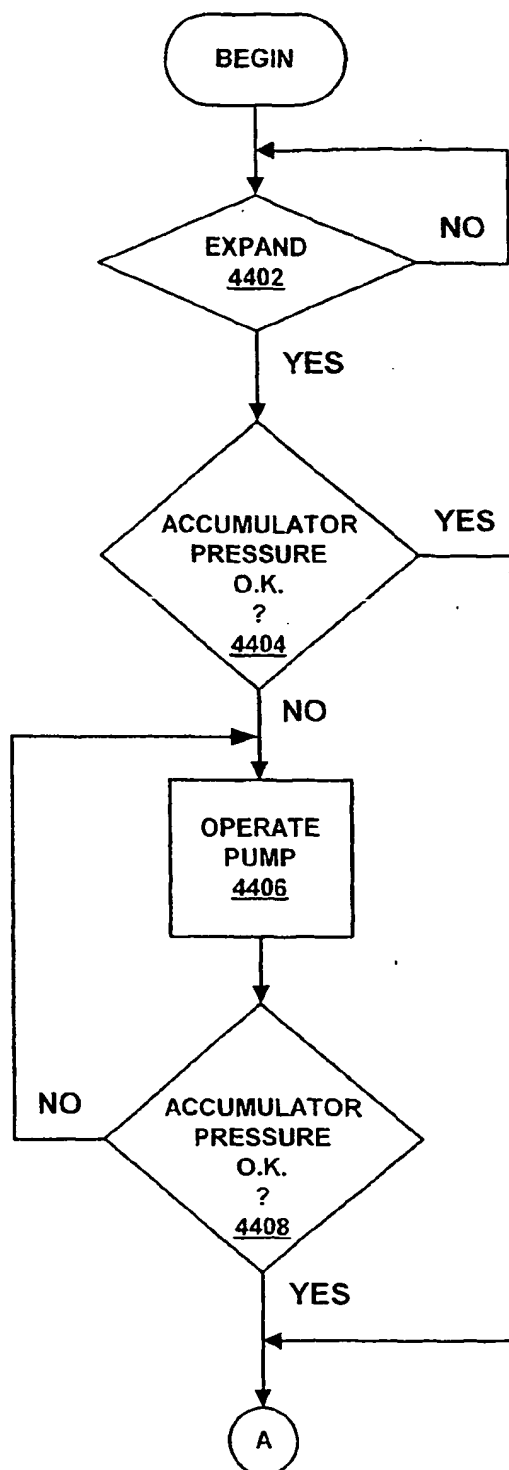 BEGIN
NO
EXPAND
4402
YES
ACCUMULATOR
PRESSURE
O.K.
?
4404
YES
NO
OPERATE
PUMP
4406
NO
ACCUMULATOR
PRESSURE
O.K.
?
4408
YES
A